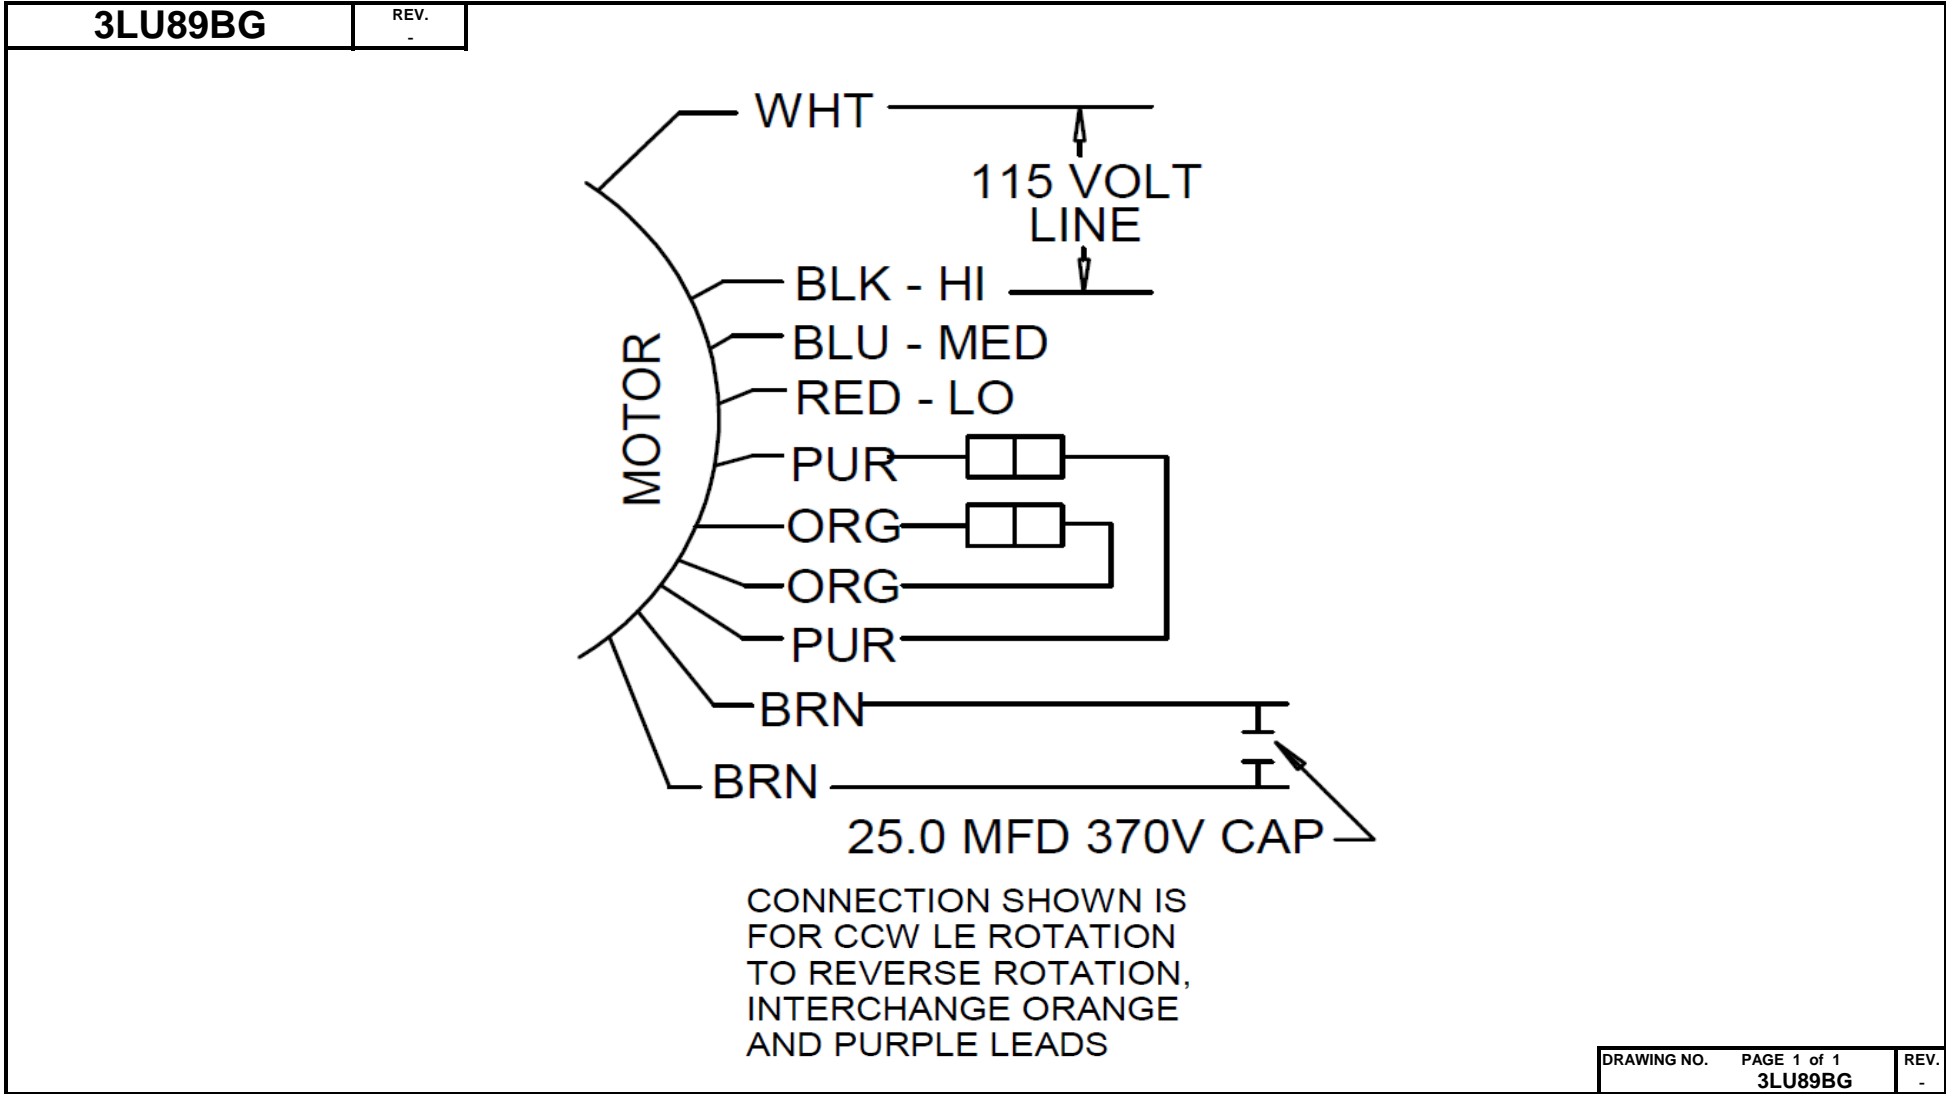 3LU89BG
REV.
-
WHT
115 VOLT
LINE
BLK - HI
BLU - MED
RED - LO
MOTOR
PUR
ORG
ORG
PUR
BRN
BRN
25.0 MFD 370V CAP
CONNECTION SHOWN IS
FOR CCW LE ROTATION
TO REVERSE ROTATION,
INTERCHANGE ORANGE
AND PURPLE LEADS
DRAWING NO. PAGE 1 of 1
3LU89BG
REV.
-